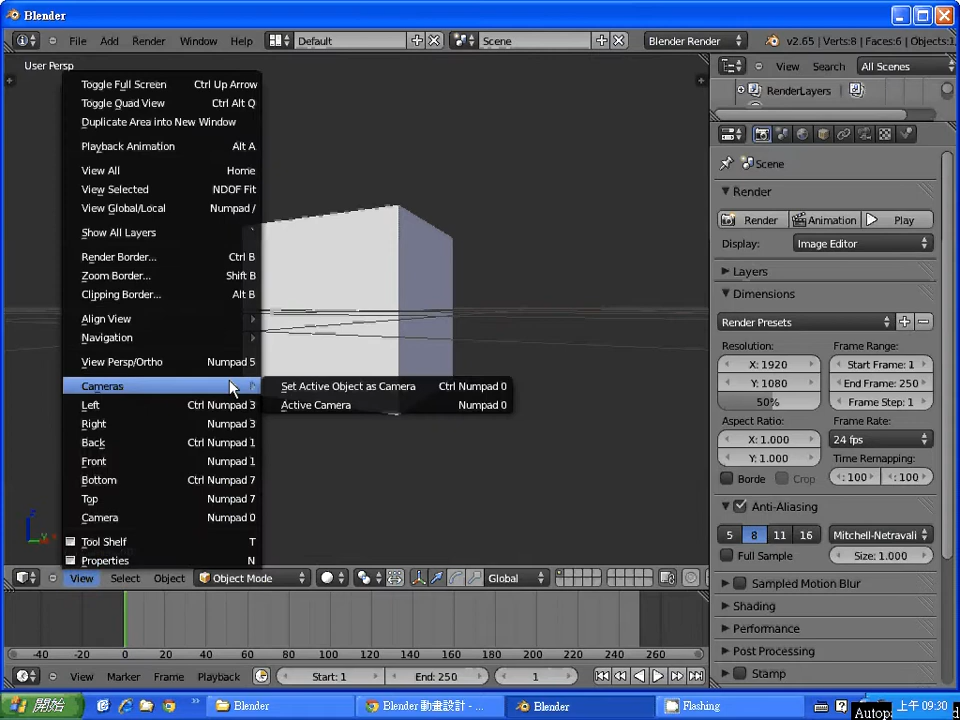 Blender
File Add Render Window Help Default Scene Blender Render v2.65 | Verts:8 | Faces:6 | Objects:1
User Persp
View Search All Scenes
RenderLayers
Toggle Full Screen Ctrl Up Arrow
Toggle Quad View Ctrl Alt Q
Duplicate Area into New Window
Playback Animation Alt A
View All Home
View Selected NDOF Fit
View Global/Local Numpad /
Show All Layers `
Render Border... Ctrl B
Zoom Border... Shift B
Clipping Border... Alt B
Align View
Navigation
View Persp/Ortho Numpad 5
Cameras
Left Ctrl Numpad 3
Right Numpad 3
Back Ctrl Numpad 1
Front Numpad 1
Bottom Ctrl Numpad 7
Top Numpad 7
Camera Numpad 0
Tool Shelf T
Properties N
Set Active Object as Camera Ctrl Numpad 0
Active Camera Numpad 0
View Select Object Object Mode Global
Scene
Render
Render Animation Play
Display: Image Editor
Layers
Dimensions
Render Presets
Resolution: Frame Range:
X: 1920 Start Frame: 1
Y: 1080 End Frame: 250
50% Frame Step: 1
Aspect Ratio: Frame Rate:
X: 1.000 24 fps
Y: 1.000 Time Remapping:
Borde Crop : 100 : 100
Anti-Aliasing
5 8 11 16 Mitchell-Netravali
Full Sample Size: 1.000
Sampled Motion Blur
Shading
Performance
Post Processing
Stamp
-40 -20 0 20 40 60 80 100 120 140 160 180 200 220 240 260
View Marker Frame Playback Start: 1 End: 250 1
開始 Blender Blender 動畫設計 - ... Blender Flashing 上午 09:30